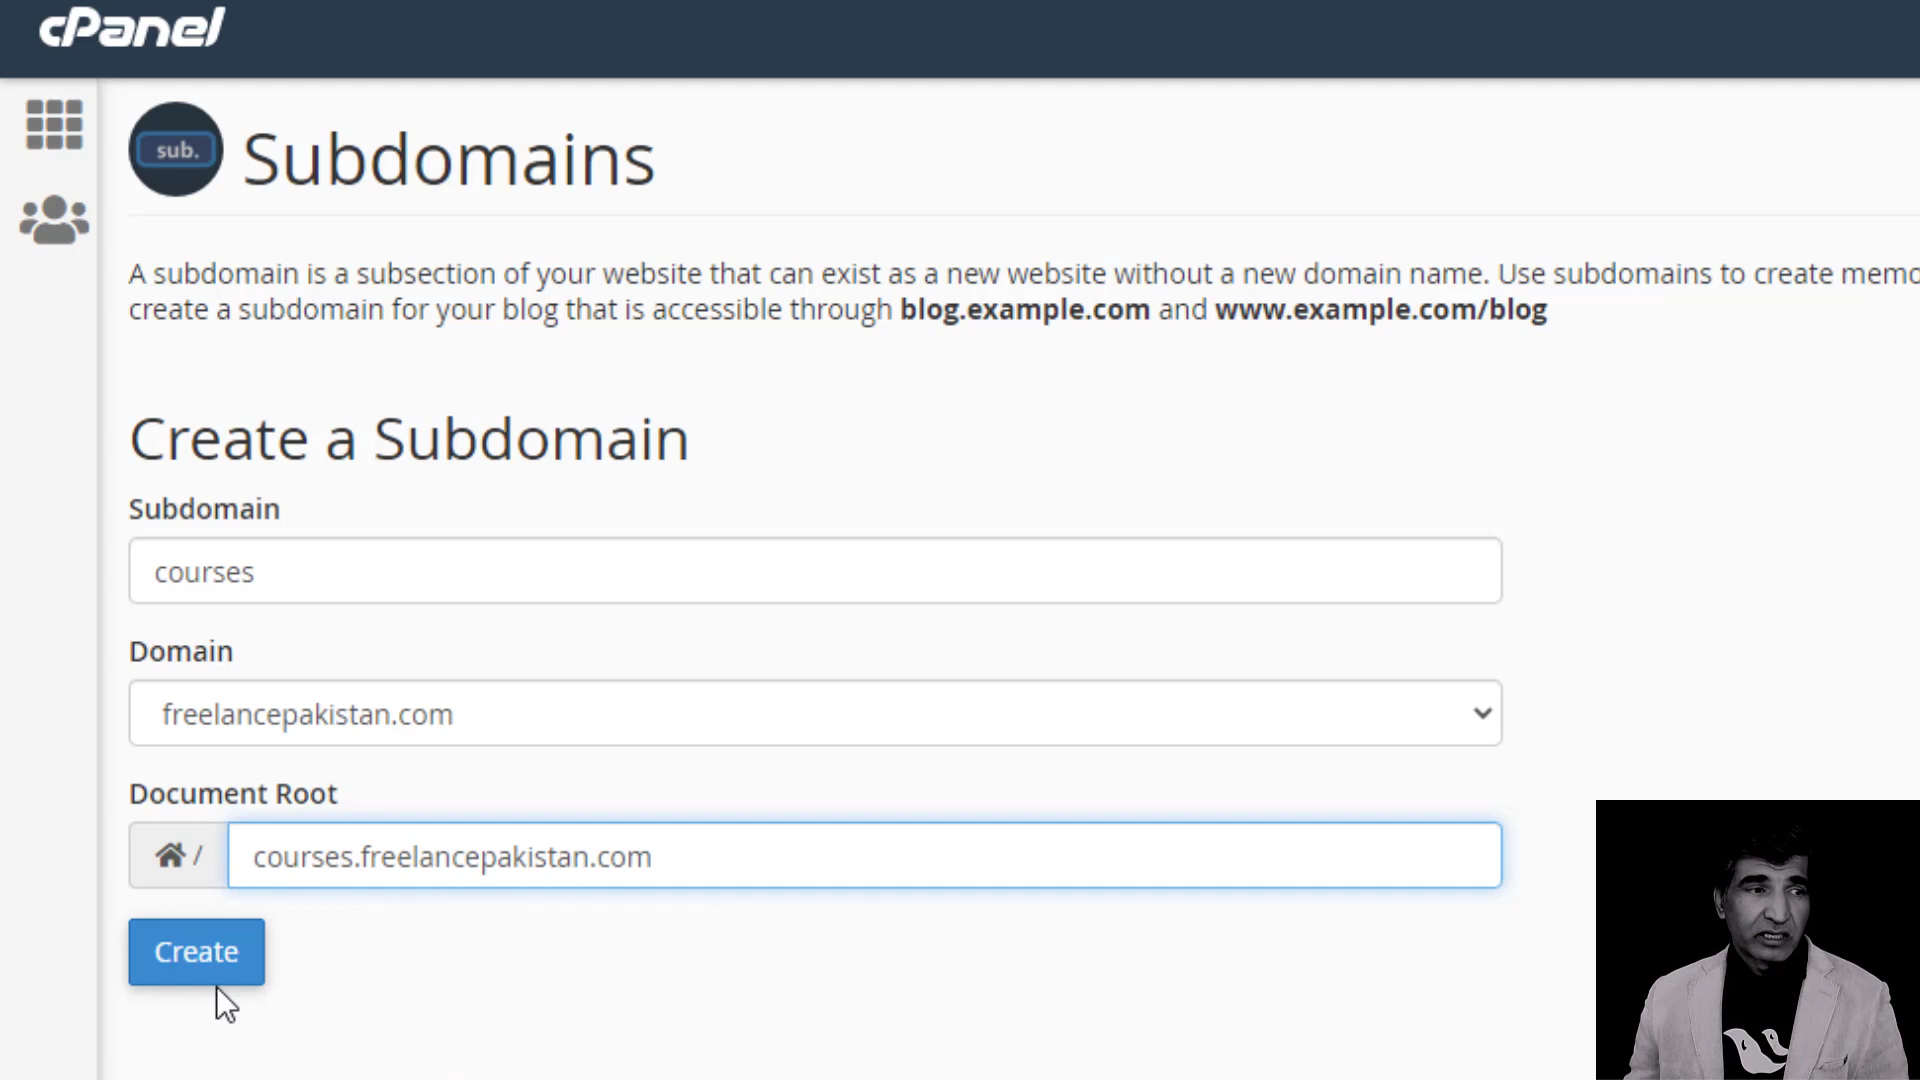 cPanel
sub.
Subdomains
A subdomain is a subsection of your website that can exist as a new website without a new domain name. Use subdomains to create
create a subdomain for your blog that is accessible through blog.example.com and www.example.com/blog
Create a Subdomain
Subdomain
courses
Domain
freelancepakistan.com
Document Root
/
courses.freelancepakistan.com
Create